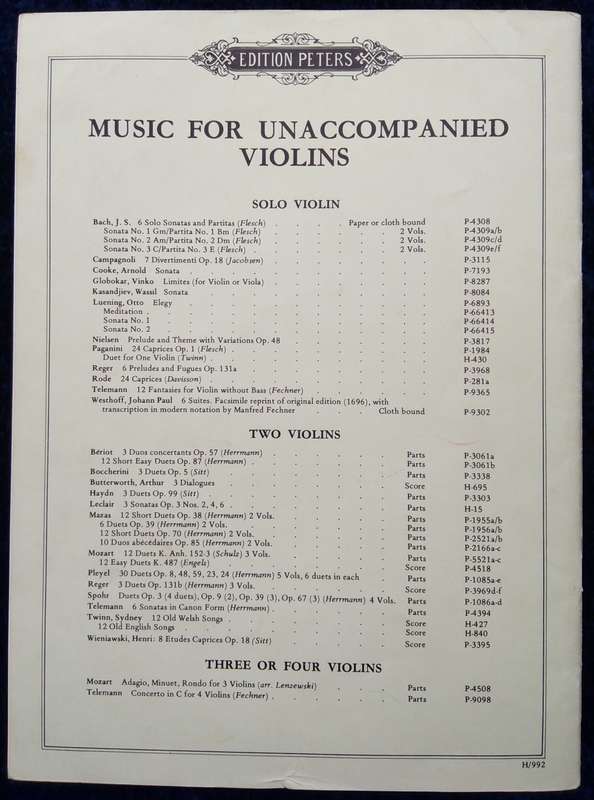 EDITION PETERS
MUSIC FOR UNACCOMPANIED
VIOLINS
SOLO VIOLIN
Bach, J. S. 6 Solo Sonatas and Partitas (Flesch) . . . . Paper or cloth bound P-4308
Sonata No. 1 Gm/Partita No. 1 Bm (Flesch) . . . . . . 2 Vols. P-4309a/b
Sonata No. 2 Am/Partita No. 2 Dm (Flesch) . . . . . . 2 Vols. P-4309c/d
Sonata No. 3 C/Partita No. 3 E (Flesch) . . . . . . 2 Vols. P-4309e/f
Campagnoli 7 Divertimenti Op. 18 (Jacobsen) . . . . . . P-3115
Cooke, Arnold Sonata . . . . . . P-7193
Globokar, Vinko Limites (for Violin or Viola) . . . . . . P-8287
Kasandjiev, Wassil Sonata . . . . . . P-8084
Luening, Otto Elegy . . . . . . P-6893
Meditation . . . . . . P-66413
Sonata No. 1 . . . . . . P-66414
Sonata No. 2 . . . . . . P-66415
Nielsen Prelude and Theme with Variations Op. 48 . . . . . . P-3817
Paganini 24 Caprices Op. 1 (Flesch) . . . . . . P-1984
Duet for One Violin (Twinn) . . . . . . H-430
Reger 6 Preludes and Fugues Op. 131a . . . . . . P-3968
Rode 24 Caprices (Davisson) . . . . . . P-281a
Telemann 12 Fantasies for Violin without Bass (Fechner) . . . . . . P-9365
Westhoff, Johann Paul 6 Suites. Facsimile reprint of original edition (1696), with
transcription in modern notation by Manfred Fechner . . . Cloth bound P-9302
TWO VIOLINS
Bériot 3 Duos concertants Op. 57 (Herrmann) . . . . . . Parts P-3061a
12 Short Easy Duets Op. 87 (Herrmann) . . . . . . Parts P-3061b
Boccherini 3 Duets Op. 5 (Sitt) . . . . . . Parts P-3338
Butterworth, Arthur 3 Dialogues . . . . . . Score H-695
Haydn 3 Duets Op. 99 (Sitt) . . . . . . Parts P-3303
Leclair 3 Sonatas Op. 3 Nos. 2, 4, 6 . . . . . . Parts H-15
Mazas 12 Short Duets Op. 38 (Herrmann) 2 Vols. . . . . . . Parts P-1955a/b
6 Duets Op. 39 (Herrmann) 2 Vols. . . . . . . Parts P-1956a/b
12 Short Duets Op. 70 (Herrmann) 2 Vols. . . . . . . Parts P-2521a/b
10 Duos abécédaires Op. 85 (Herrmann) 2 Vols. . . . . . . Parts P-2166a-c
Mozart 12 Duets K. Anh. 152-3 (Schulz) 3 Vols. . . . . . . Parts P-5521a-c
12 Easy Duets K. 487 (Engels) . . . . . . Score P-4518
Pleyel 30 Duets Op. 8, 48, 59, 23, 24 (Herrmann) 5 Vols, 6 duets in each Parts P-1085a-e
Reger 3 Duets Op. 131b (Herrmann) 3 Vols. . . . . . . Score P-3969d-f
Spohr Duets Op. 3 (4 duets), Op. 9 (2), Op. 39 (3), Op. 67 (3) (Herrmann) 4 Vols. Parts P-1086a-d
Telemann 6 Sonatas in Canon Form (Herrmann) . . . . . . Parts P-4394
Twinn, Sydney 12 Old Welsh Songs . . . . . . Score H-427
12 Old English Songs . . . . . . Score H-840
Wieniawski, Henri: 8 Etudes Caprices Op. 18 (Sitt) . . . . . . Score P-3395
THREE OR FOUR VIOLINS
Mozart Adagio, Minuet, Rondo for 3 Violins (arr. Lenzewski) . . . Parts P-4508
Telemann Concerto in C for 4 Violins (Fechner) . . . . Parts P-9098
H/992